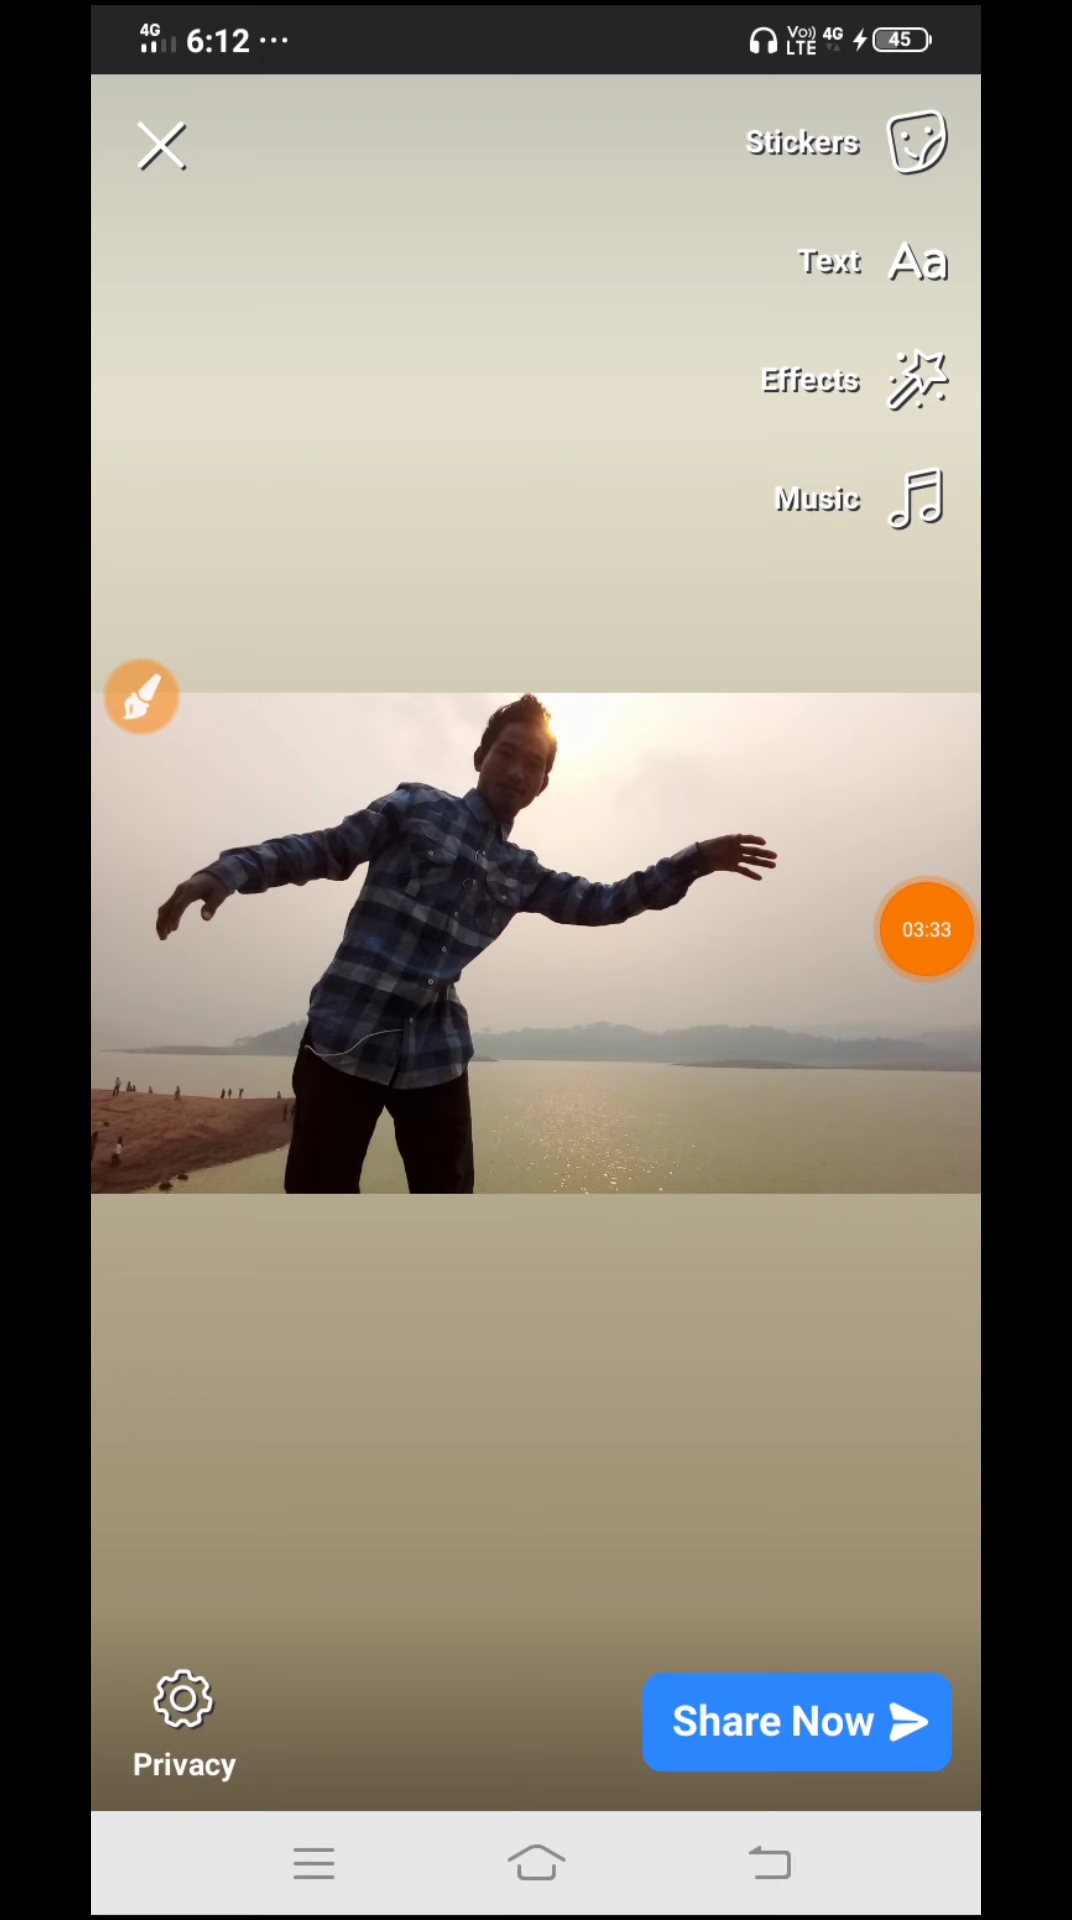 4G 6:12 ...
Vo)) LTE 4G 45
Stickers
Text Aa
Effects
Music
03:33
Share Now
Privacy